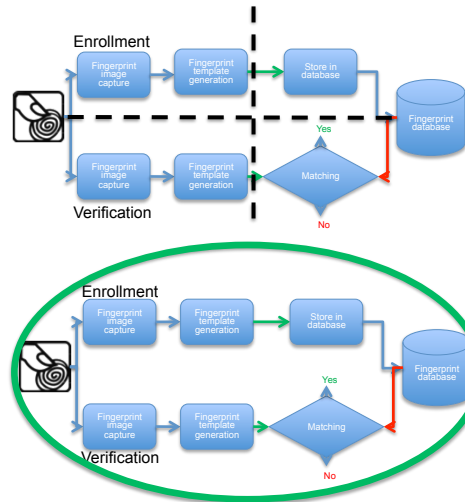 Enrollment
Fingerprint
image
capture
Fingerprint
template
generation
Store in
database
Fingerprint
database
Yes
Fingerprint
image
capture
Fingerprint
template
generation
Matching
Verification
No
Enrollment
Fingerprint
image
capture
Fingerprint
template
generation
Store in
database
Fingerprint
database
Yes
Fingerprint
image
capture
Fingerprint
template
generation
Matching
Verification
No